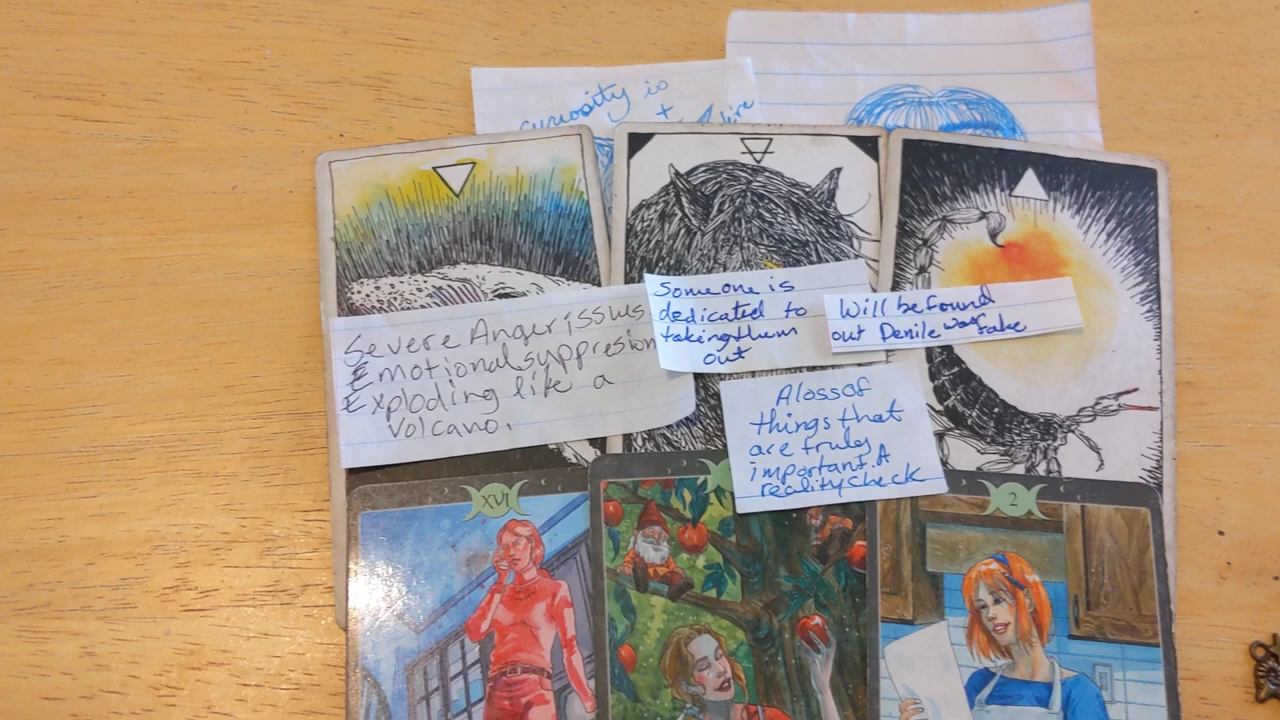 curiosity is
+
Severe Anger issues
Emotional suppresion
Exploding like a
Volcano.
Someone is
dedicated to
taking them
out
Will be found
out Denile was fake
A loss of
things that
are truly
important. A
reality check
XVI
2